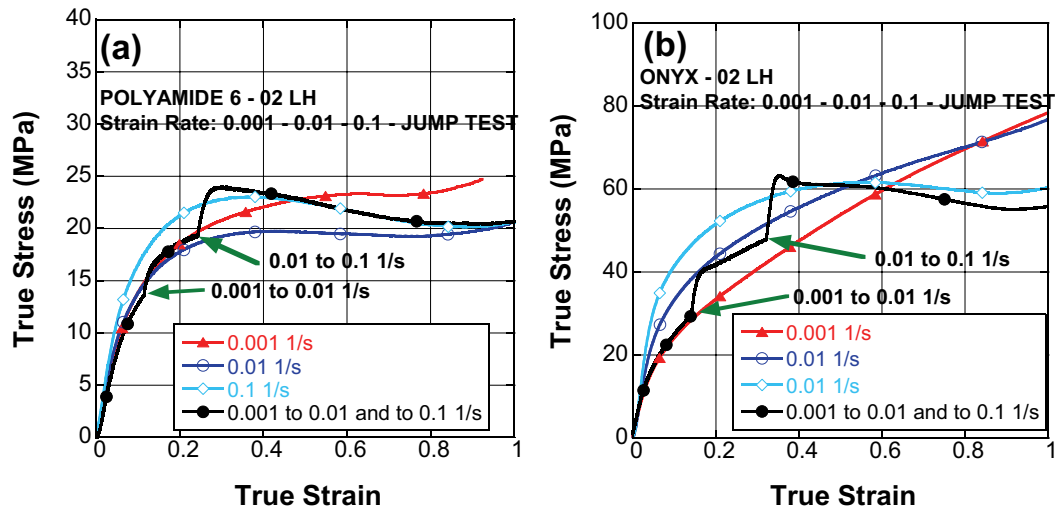 (a)
POLYAMIDE 6 - 02 LH
Strain Rate: 0.001 - 0.01 - 0.1 - JUMP TEST
True Stress (MPa)
40
35
30
25
20
15
10
5
0
0.01 to 0.1 1/s
0.001 to 0.01 1/s
0.001 1/s
0.01 1/s
0.1 1/s
0.001 to 0.01 and to 0.1 1/s
0 0.2 0.4 0.6 0.8 1
True Strain
(b)
ONYX - 02 LH
Strain Rate: 0.001 - 0.01 - 0.1 - JUMP TEST
True Stress (MPa)
100
80
60
40
20
0
0.01 to 0.1 1/s
0.001 to 0.01 1/s
0.001 1/s
0.01 1/s
0.01 1/s
0.001 to 0.01 and to 0.1 1/s
0 0.2 0.4 0.6 0.8 1
True Strain